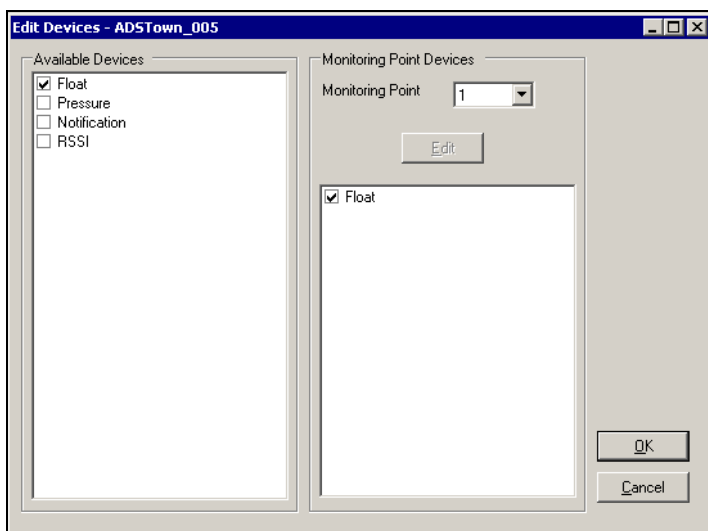 Edit Devices - ADSTown_005
Available Devices
Float
Pressure
Notification
RSSI
Monitoring Point Devices
Monitoring Point
1
Edit
Float
OK
Cancel